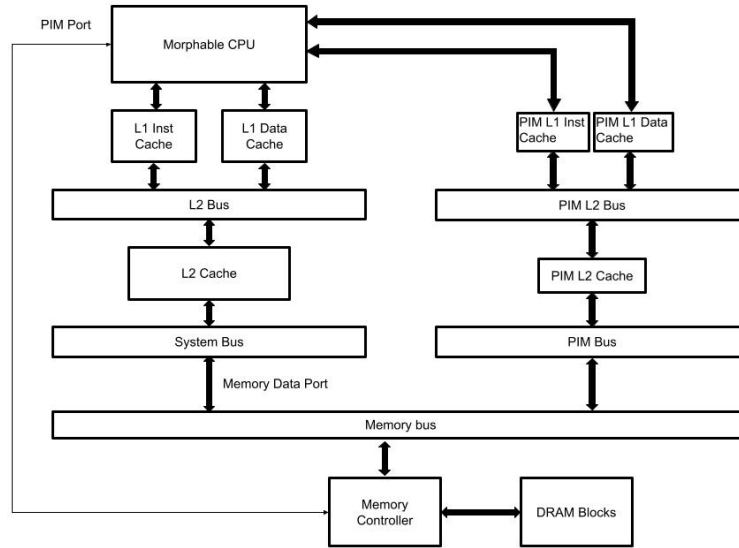 PIM Port
Morphable CPU
L1 Inst
Cache
L1 Data
Cache
PIM L1 Inst
Cache
PIM L1 Data
Cache
L2 Bus
PIM L2 Bus
L2 Cache
PIM L2 Cache
System Bus
PIM Bus
Memory Data Port
Memory bus
Memory
Controller
DRAM Blocks